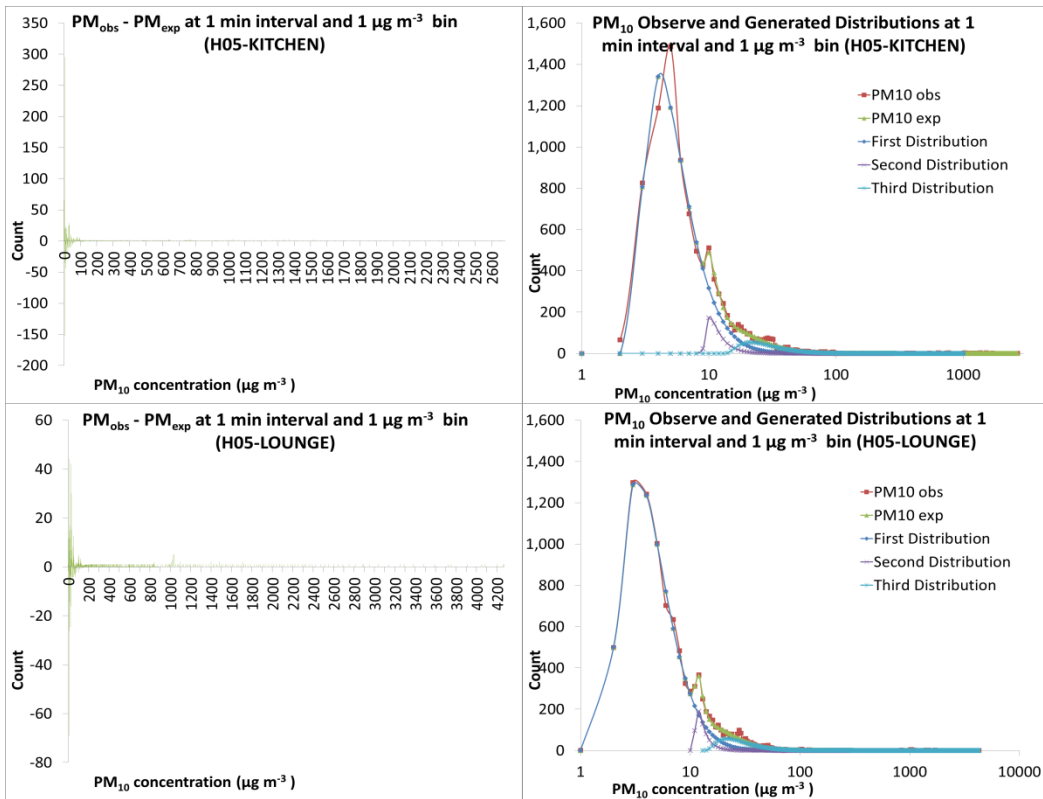 PMobs - PMexp at 1 min interval and 1 µg m-3 bin
(H05-KITCHEN)
350
300
250
200
150
100
50
0
-50
-100
-150
-200
Count
0 100 200 300 400 500 600 700 800 900 1000 1100 1200 1300 1400 1500 1600 1700 1800 1900 2000 2100 2200 2300 2400 2500 2600
PM10 concentration (µg m-3)
PM10 Observe and Generated Distributions at 1
min interval and 1 µg m-3 bin (H05-KITCHEN)
1,600
1,400
1,200
1,000
800
600
400
200
0
Count
PM10 obs
PM10 exp
First Distribution
Second Distribution
Third Distribution
1 10 100 1000
PM10 concentration (µg m-3)
PMobs - PMexp at 1 min interval and 1 µg m-3 bin
(H05-LOUNGE)
60
40
20
0
-20
-40
-60
-80
Count
0 200 400 600 800 1000 1200 1400 1600 1800 2000 2200 2400 2600 2800 3000 3200 3400 3600 3800 4000 4200
PM10 concentration (µg m-3)
PM10 Observe and Generated Distributions at 1
min interval and 1 µg m-3 bin (H05-LOUNGE)
1,600
1,400
1,200
1,000
800
600
400
200
0
Count
PM10 obs
PM10 exp
First Distribution
Second Distribution
Third Distribution
1 10 100 1000 10000
PM10 concentration (µg m-3)